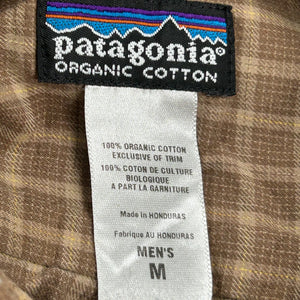 patagonia®
ORGANIC COTTON
100% ORGANIC COTTON
EXCLUSIVE OF TRIM
100% COTON DE CULTURE
BIOLOGIQUE
A PART LA GARNITURE
Made in HONDURAS
Fabrique AU HONDURAS
MEN'S
M